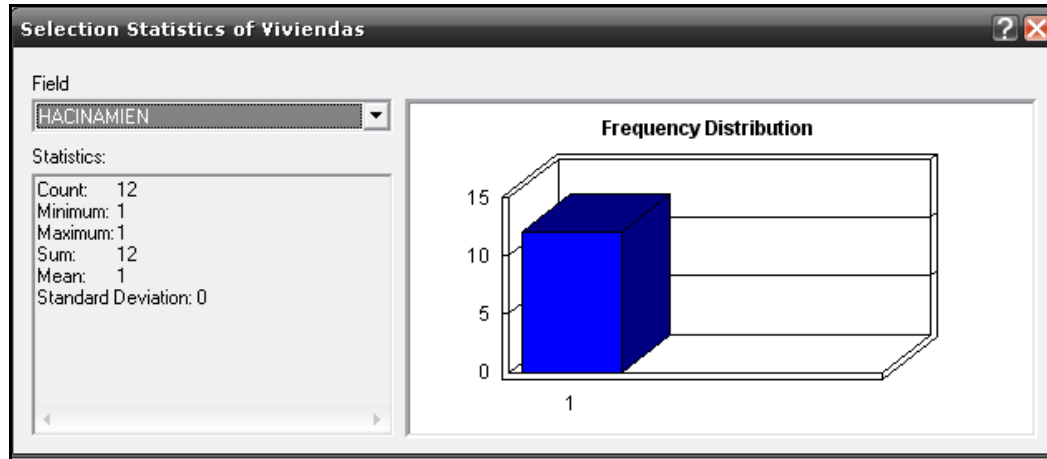 Selection Statistics of Viviendas
Field
HACINAMIEN
Statistics:
Count: 12
Minimum: 1
Maximum: 1
Sum: 12
Mean: 1
Standard Deviation: 0
Frequency Distribution
15
10
5
0
1